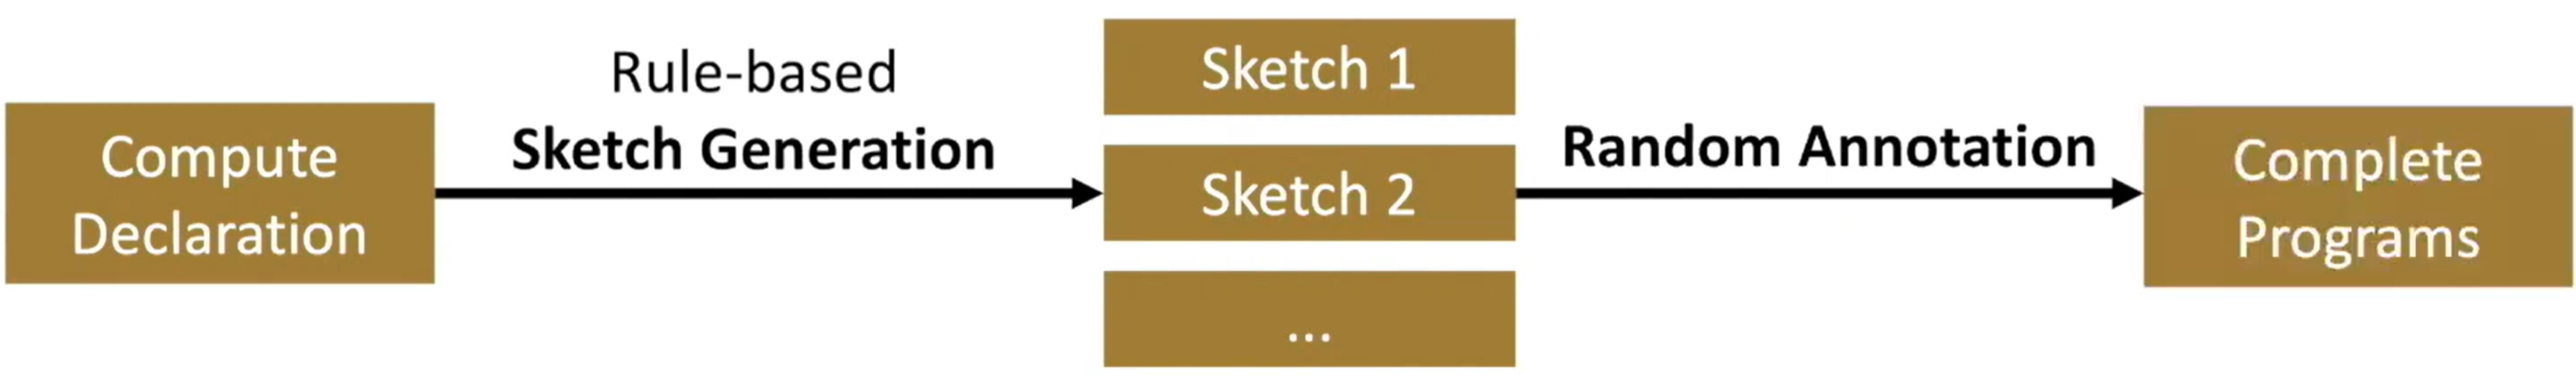 Compute
Declaration
Rule-based
Sketch Generation
Sketch 1
Sketch 2
...
Random Annotation
Complete
Programs